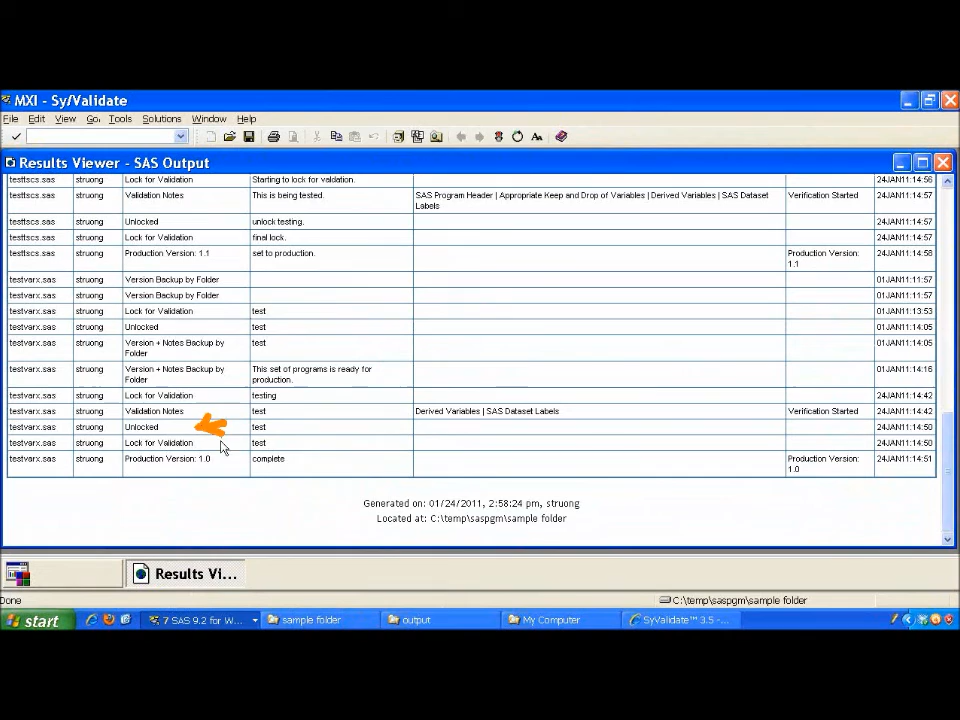 MXI - Sy/Validate
File Edit View Go Tools Solutions Window Help
Results Viewer - SAS Output
testtscs.sas struong Lock for Validation Starting to lock for valdation. 24JAN11:14:56
testtscs.sas struong Validation Notes This is being tested. SAS Program Header | Appropriate Keep and Drop of Variables | Derived Variables | SAS Dataset Verification Started 24JAN11:14:57
Labels
testtscs.sas struong Unlocked unlock testing. 24JAN11:14:57
testtscs.sas struong Lock for Validation final lock. 24JAN11:14:57
testtscs.sas struong Production Version: 1.1 set to production. Production Version: 24JAN11:14:58
1.1
testvarx.sas struong Version Backup by Folder 01JAN11:11:57
testvarx.sas struong Version Backup by Folder 01JAN11:11:57
testvarx.sas struong Lock for Validation test 01JAN11:13:53
testvarx.sas struong Unlocked test 01JAN11:14:05
testvarx.sas struong Version + Notes Backup by test 01JAN11:14:05
Folder
testvarx.sas struong Version + Notes Backup by This set of programs is ready for 01JAN11:14:16
Folder production.
testvarx.sas struong Lock for Validation testing 24JAN11:14:42
testvarx.sas struong Validation Notes test Derived Variables | SAS Dataset Labels Verification Started 24JAN11:14:42
testvarx.sas struong Unlocked test 24JAN11:14:50
testvarx.sas struong Lock for Validation test 24JAN11:14:50
testvarx.sas struong Production Version: 1.0 complete Production Version: 24JAN11:14:51
1.0
Generated on: 01/24/2011, 2:58:24 pm, struong
Located at: C:\temp\saspgm\sample folder
Results Vi...
Done C:\temp\saspgm\sample folder
start 7 SAS 9.2 for W... sample folder output My Computer SyValidate™ 3.5 -...